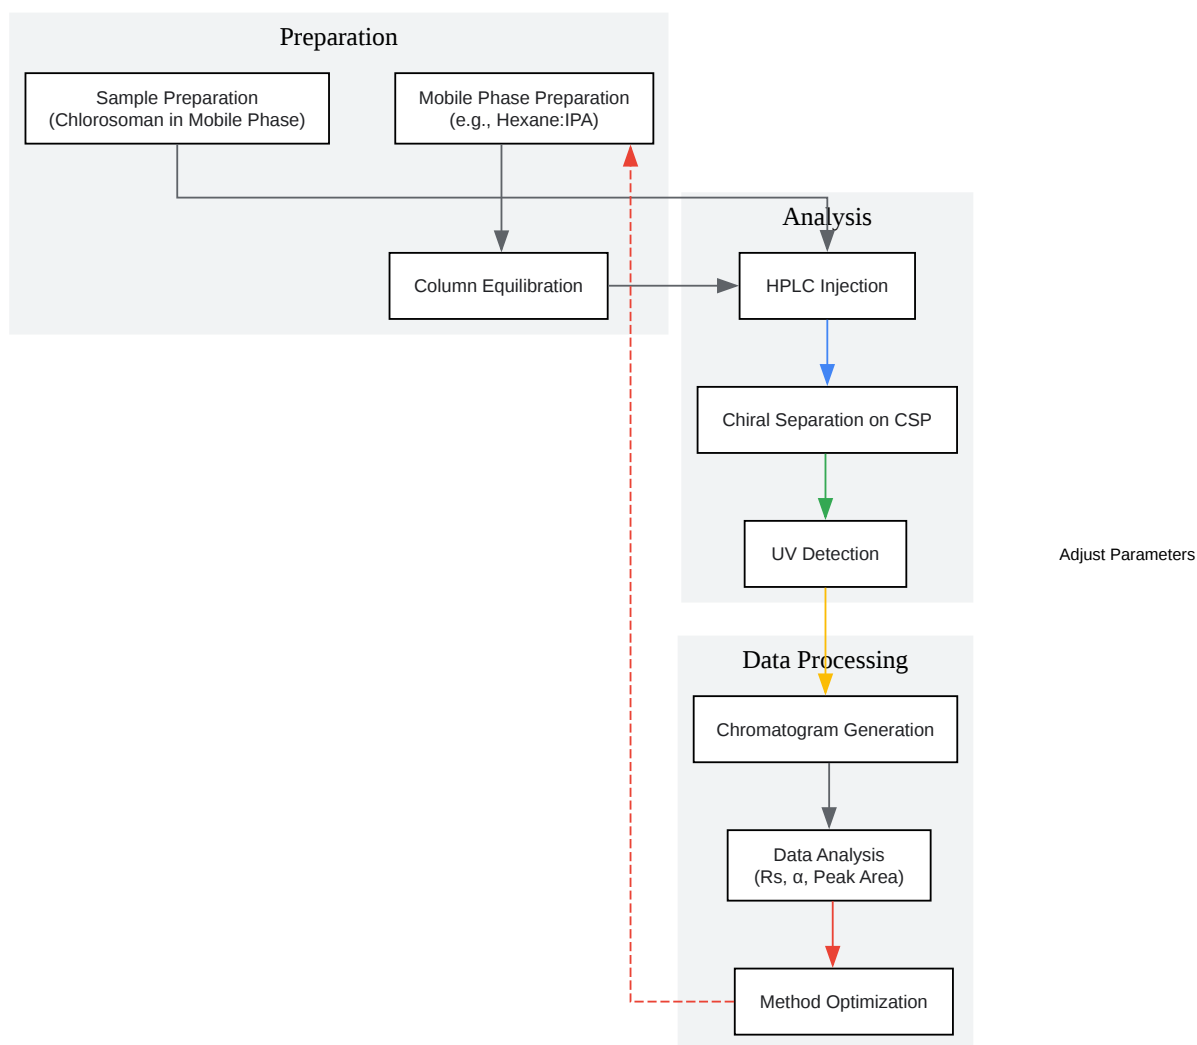 Preparation
Sample Preparation
(Chlorosoman in Mobile Phase)
Mobile Phase Preparation
(e.g., Hexane:IPA)
Column Equilibration
Analysis
HPLC Injection
Chiral Separation on CSP
UV Detection
Adjust Parameters
Data Processing
Chromatogram Generation
Data Analysis
(Rs, α, Peak Area)
Method Optimization